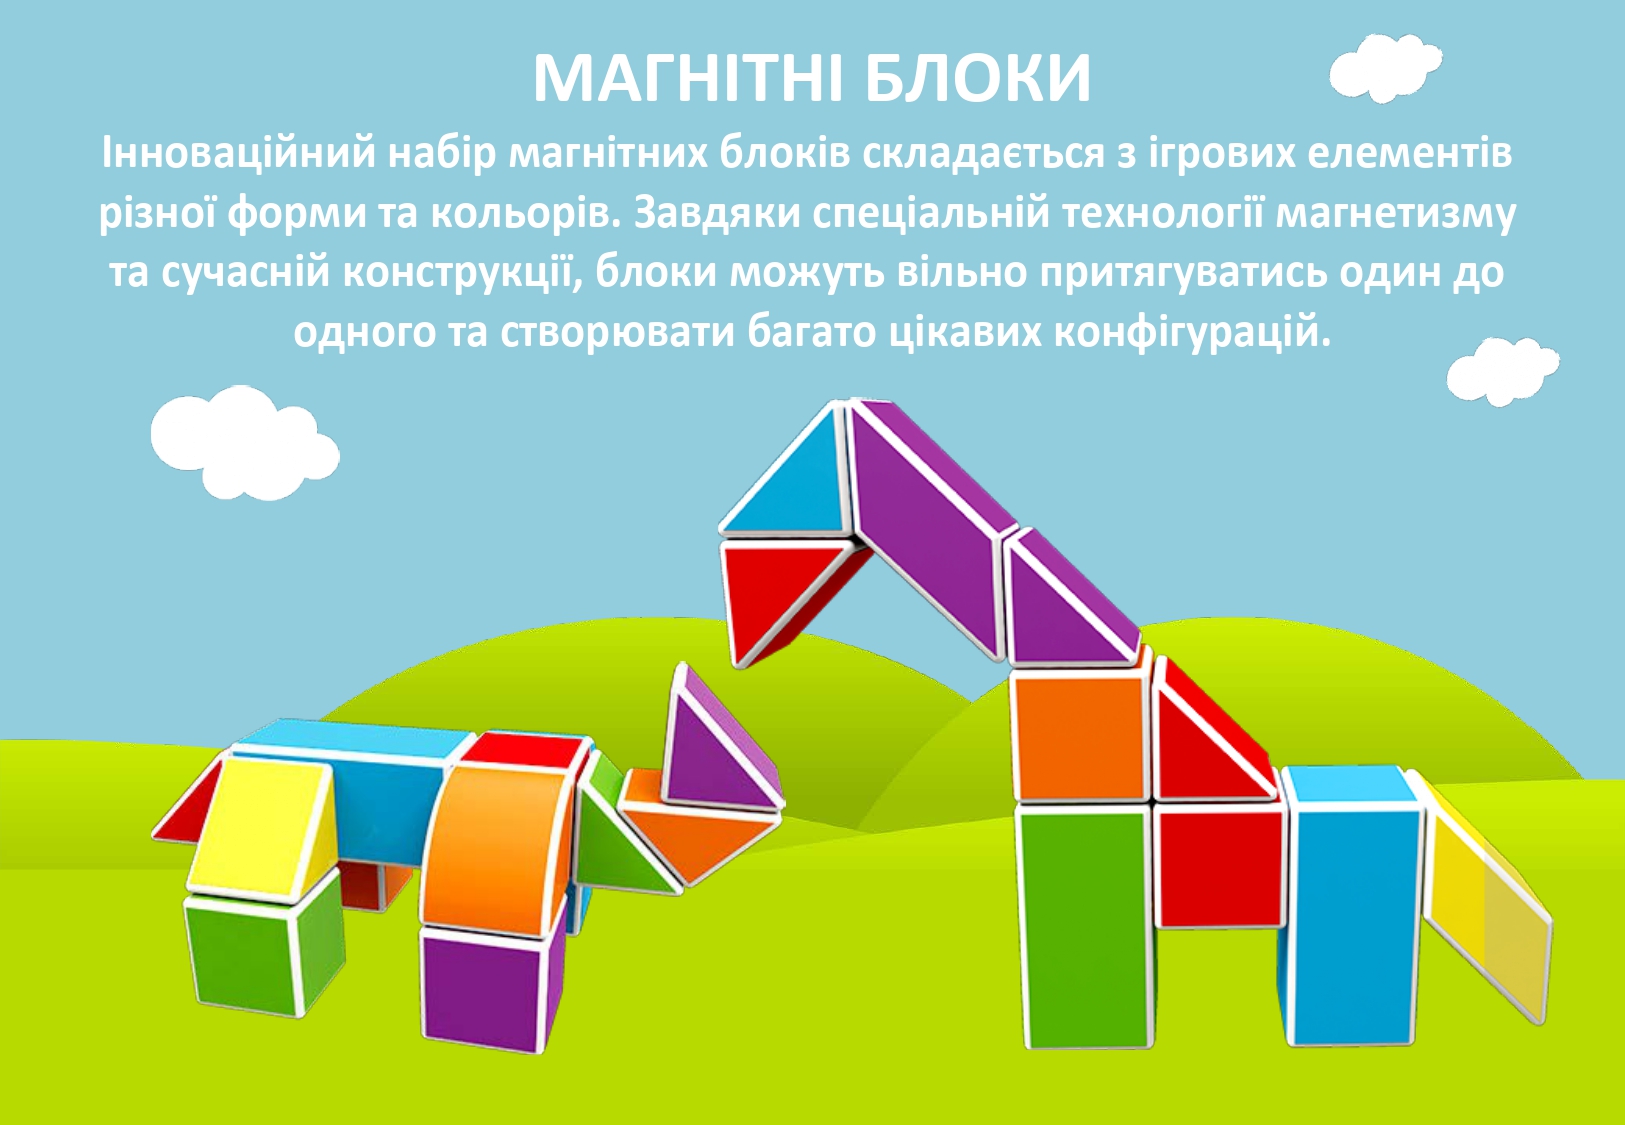 МАГНІТНІ БЛОКИ
Інноваційний набір магнітних блоків складається з ігрових елементів
різної форми та кольорів. Завдяки спеціальній технології магнетизму
та сучасній конструкції, блоки можуть вільно притягуватись один до
одного та створювати багато цікавих конфігурацій.